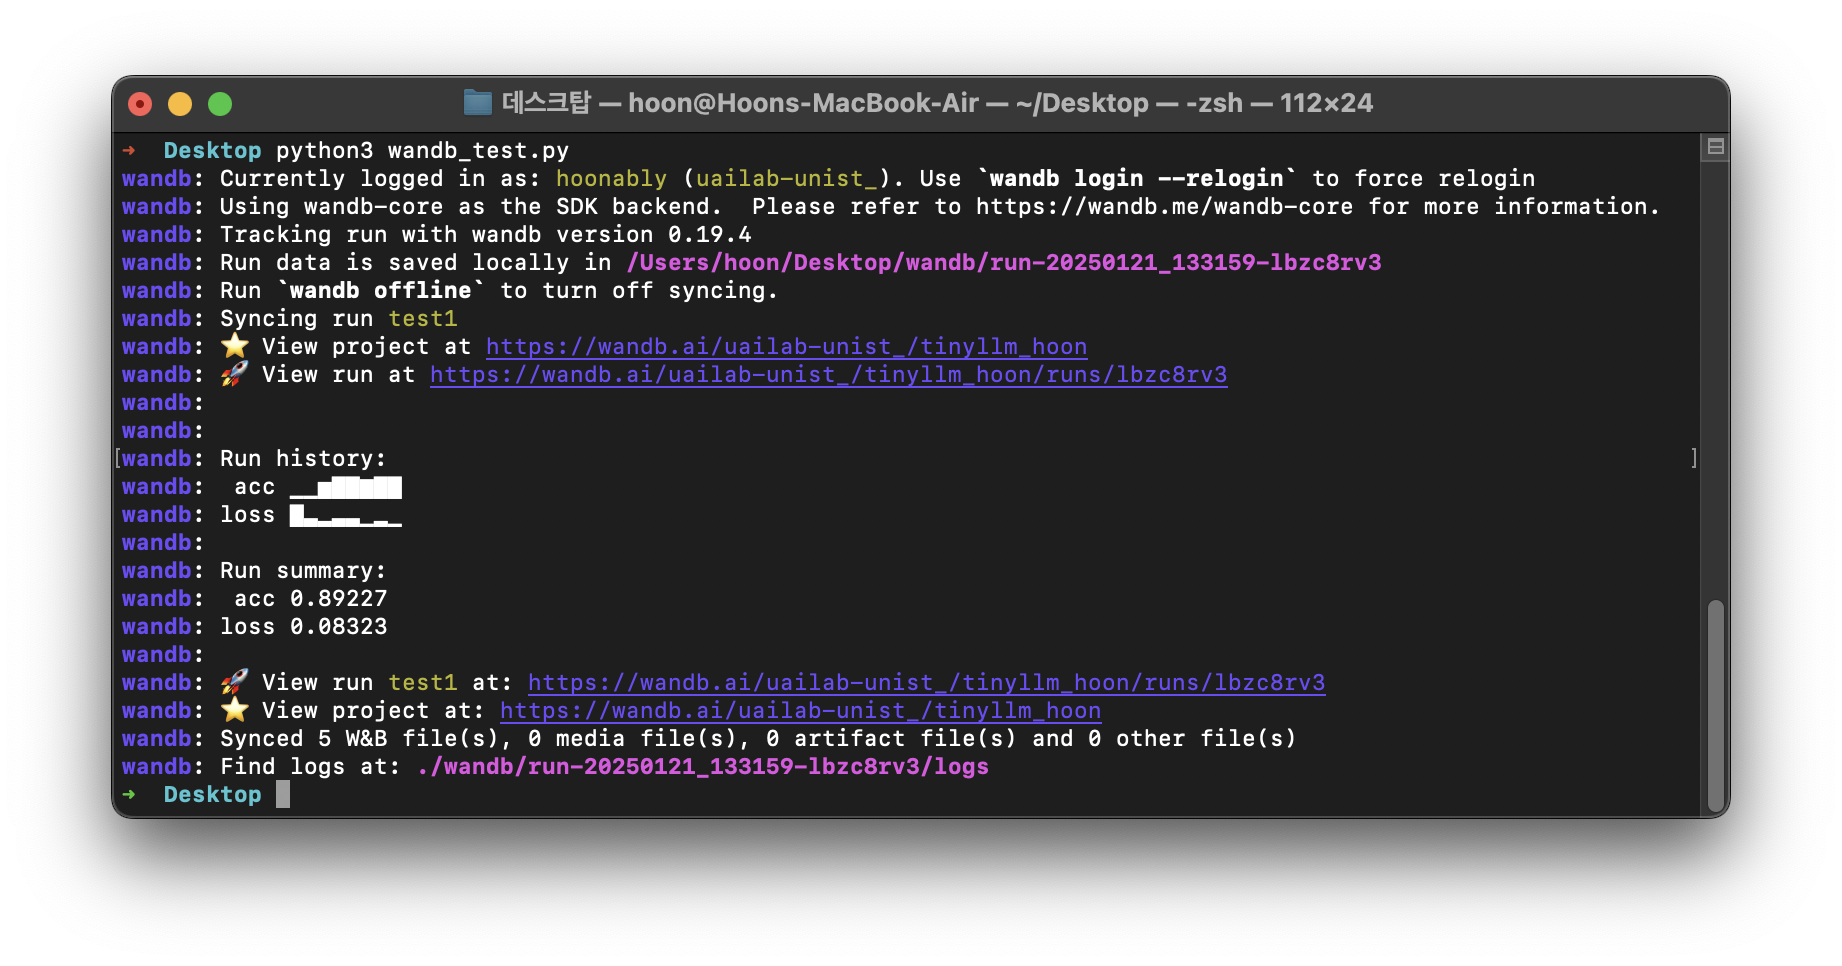 데스크탑 — hoon@Hoons-MacBook-Air — ~/Desktop — -zsh — 112×24
➜  Desktop python3 wandb_test.py
wandb: Currently logged in as: hoonably (uailab-unist_). Use `wandb login --relogin` to force relogin
wandb: Using wandb-core as the SDK backend.  Please refer to https://wandb.me/wandb-core for more information.
wandb: Tracking run with wandb version 0.19.4
wandb: Run data is saved locally in /Users/hoon/Desktop/wandb/run-20250121_133159-lbzc8rv3
wandb: Run `wandb offline` to turn off syncing.
wandb: Syncing run test1
wandb: ⭐ View project at https://wandb.ai/uailab-unist_/tinyllm_hoon
wandb: 🚀 View run at https://wandb.ai/uailab-unist_/tinyllm_hoon/runs/lbzc8rv3
wandb:
wandb:
[wandb: Run history: ]
wandb:  acc ▁▁▆██▇██
wandb: loss █▃▂▃▃▁▂▁
wandb:
wandb: Run summary:
wandb:  acc 0.89227
wandb: loss 0.08323
wandb:
wandb: 🚀 View run test1 at: https://wandb.ai/uailab-unist_/tinyllm_hoon/runs/lbzc8rv3
wandb: ⭐ View project at: https://wandb.ai/uailab-unist_/tinyllm_hoon
wandb: Synced 5 W&B file(s), 0 media file(s), 0 artifact file(s) and 0 other file(s)
wandb: Find logs at: ./wandb/run-20250121_133159-lbzc8rv3/logs
➜  Desktop